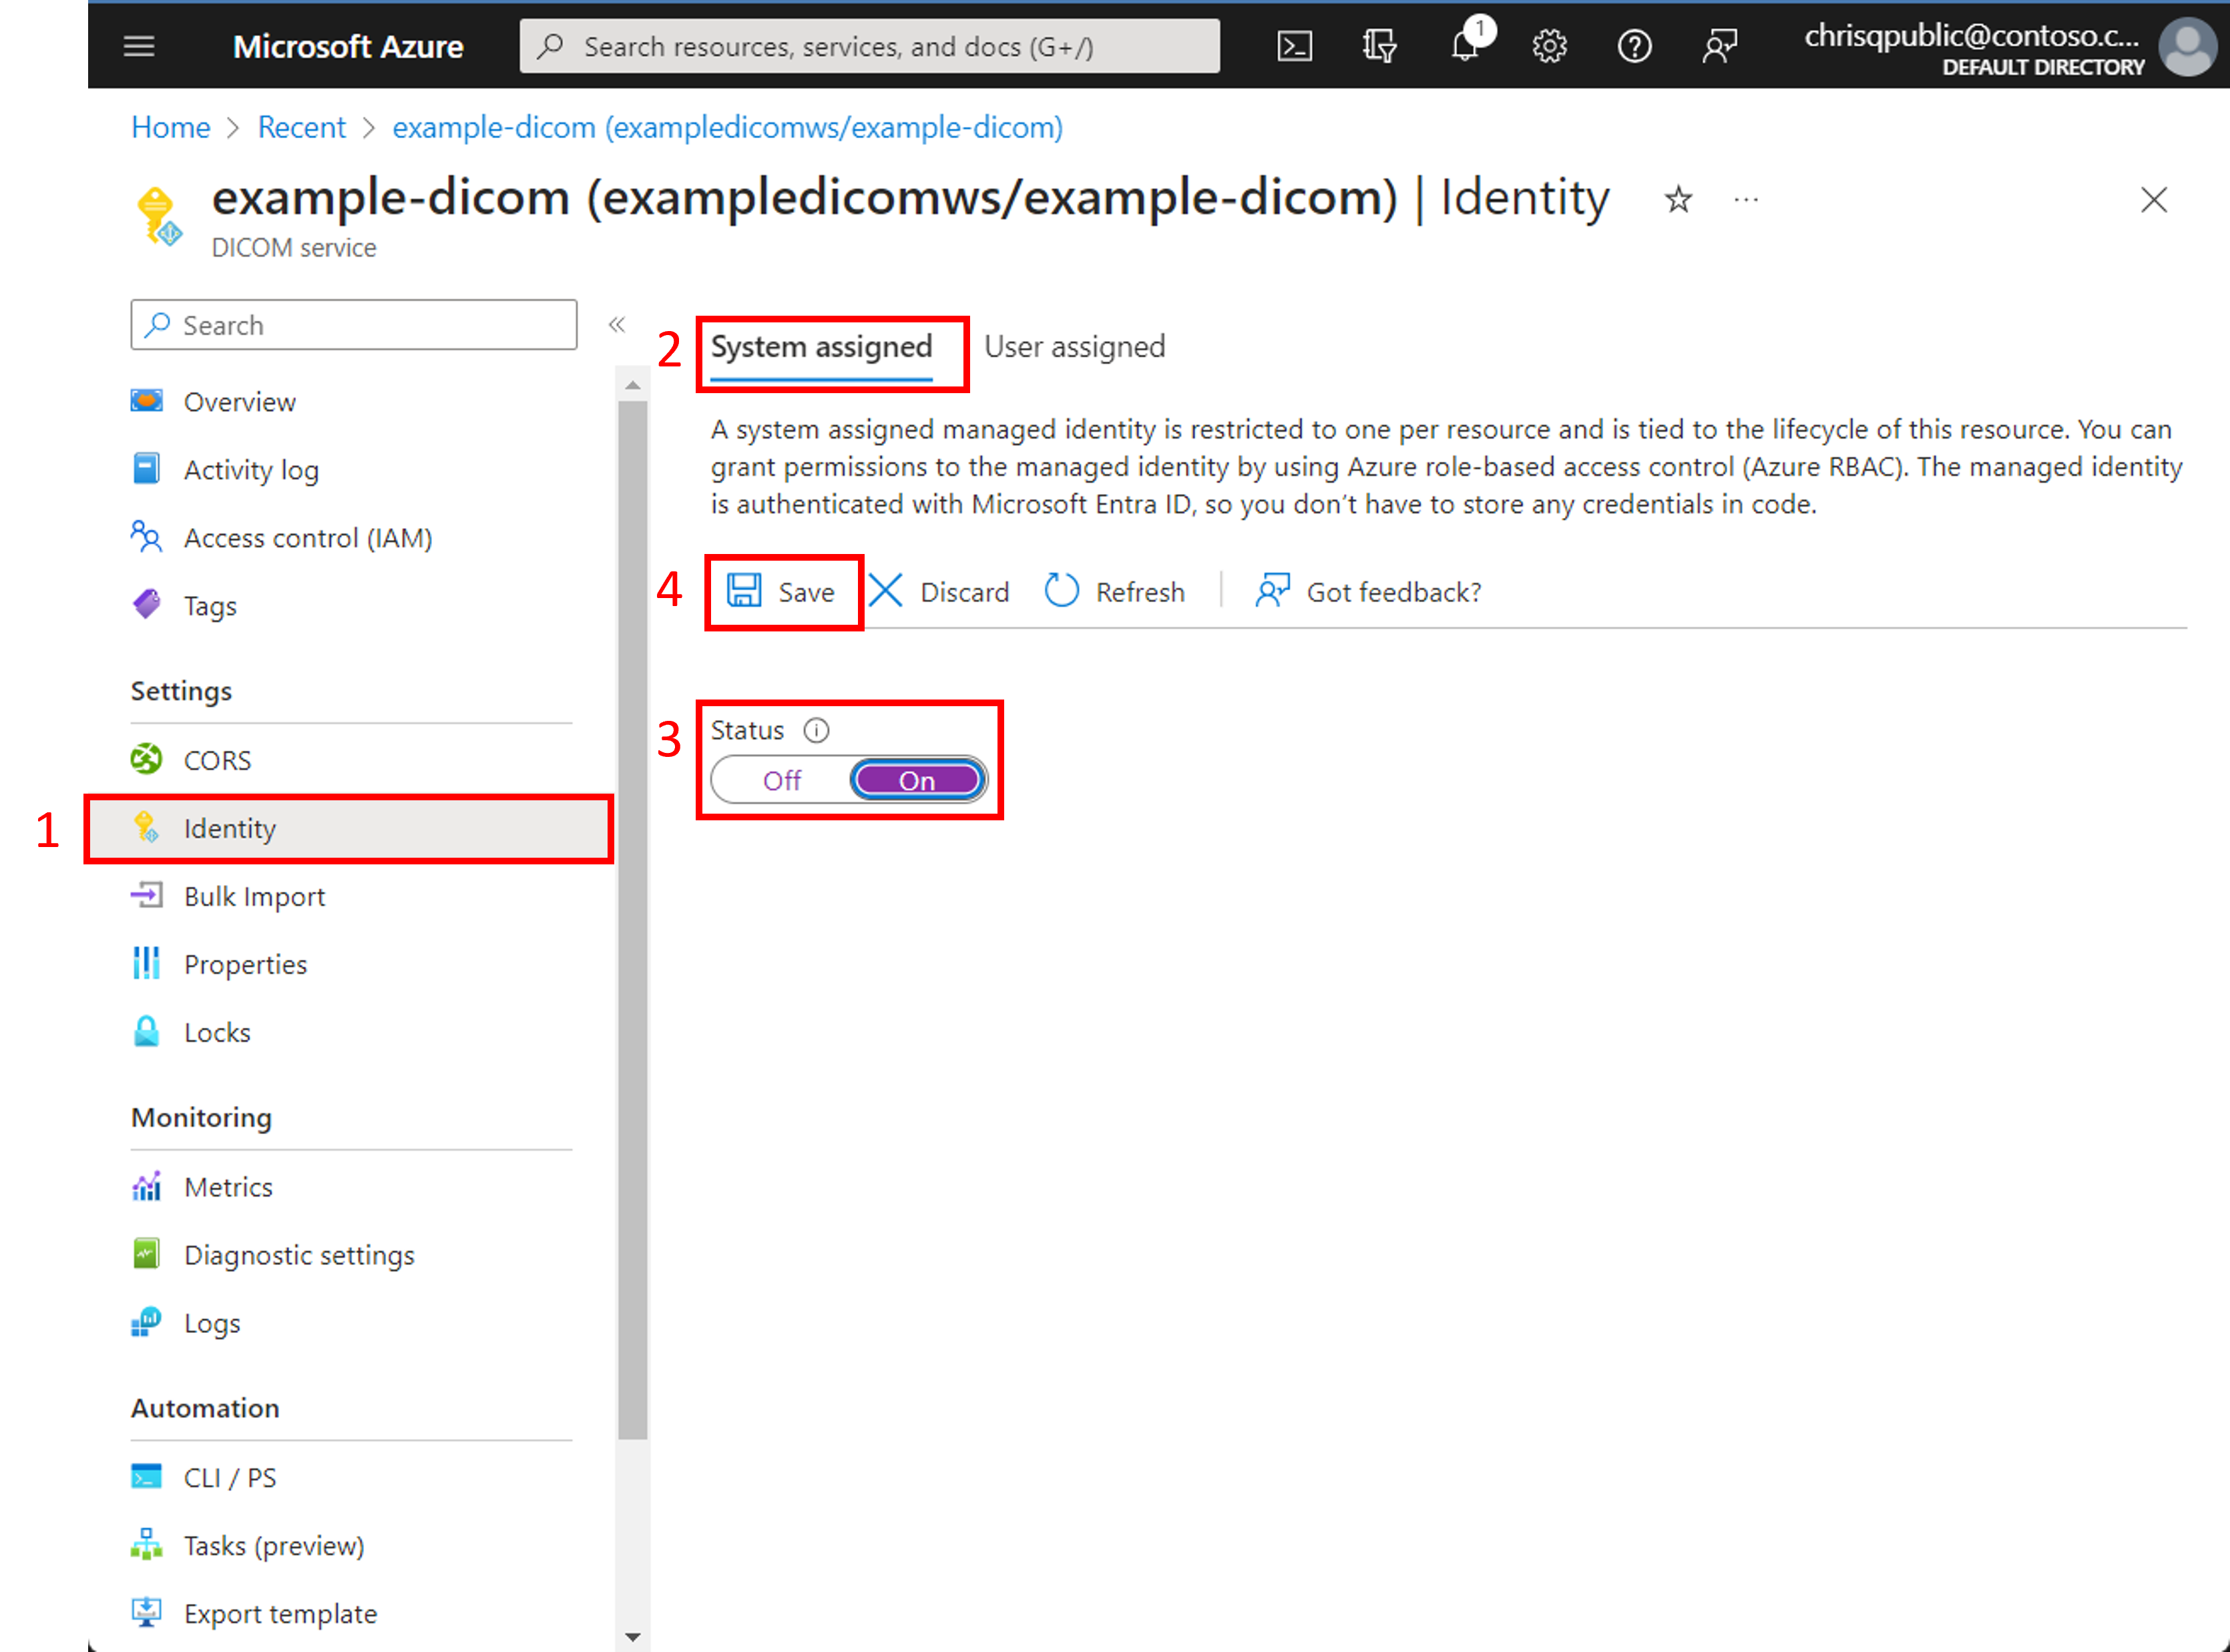 Microsoft Azure
Search resources, services, and docs (G+/)
1
chrisqpublic@contoso.c...
DEFAULT DIRECTORY
Home > Recent > example-dicom (exampledicomws/example-dicom)
example-dicom (exampledicomws/example-dicom) | Identity
DICOM service
Search
Overview
Activity log
Access control (IAM)
Tags
Settings
CORS
1
Identity
Bulk Import
Properties
Locks
Monitoring
Metrics
Diagnostic settings
Logs
Automation
CLI / PS
Tasks (preview)
Export template
2
System assigned
User assigned
A system assigned managed identity is restricted to one per resource and is tied to the lifecycle of this resource. You can
grant permissions to the managed identity by using Azure role-based access control (Azure RBAC). The managed identity
is authenticated with Microsoft Entra ID, so you don’t have to store any credentials in code.
4
Save
Discard
Refresh
Got feedback?
3
Status
Off
On